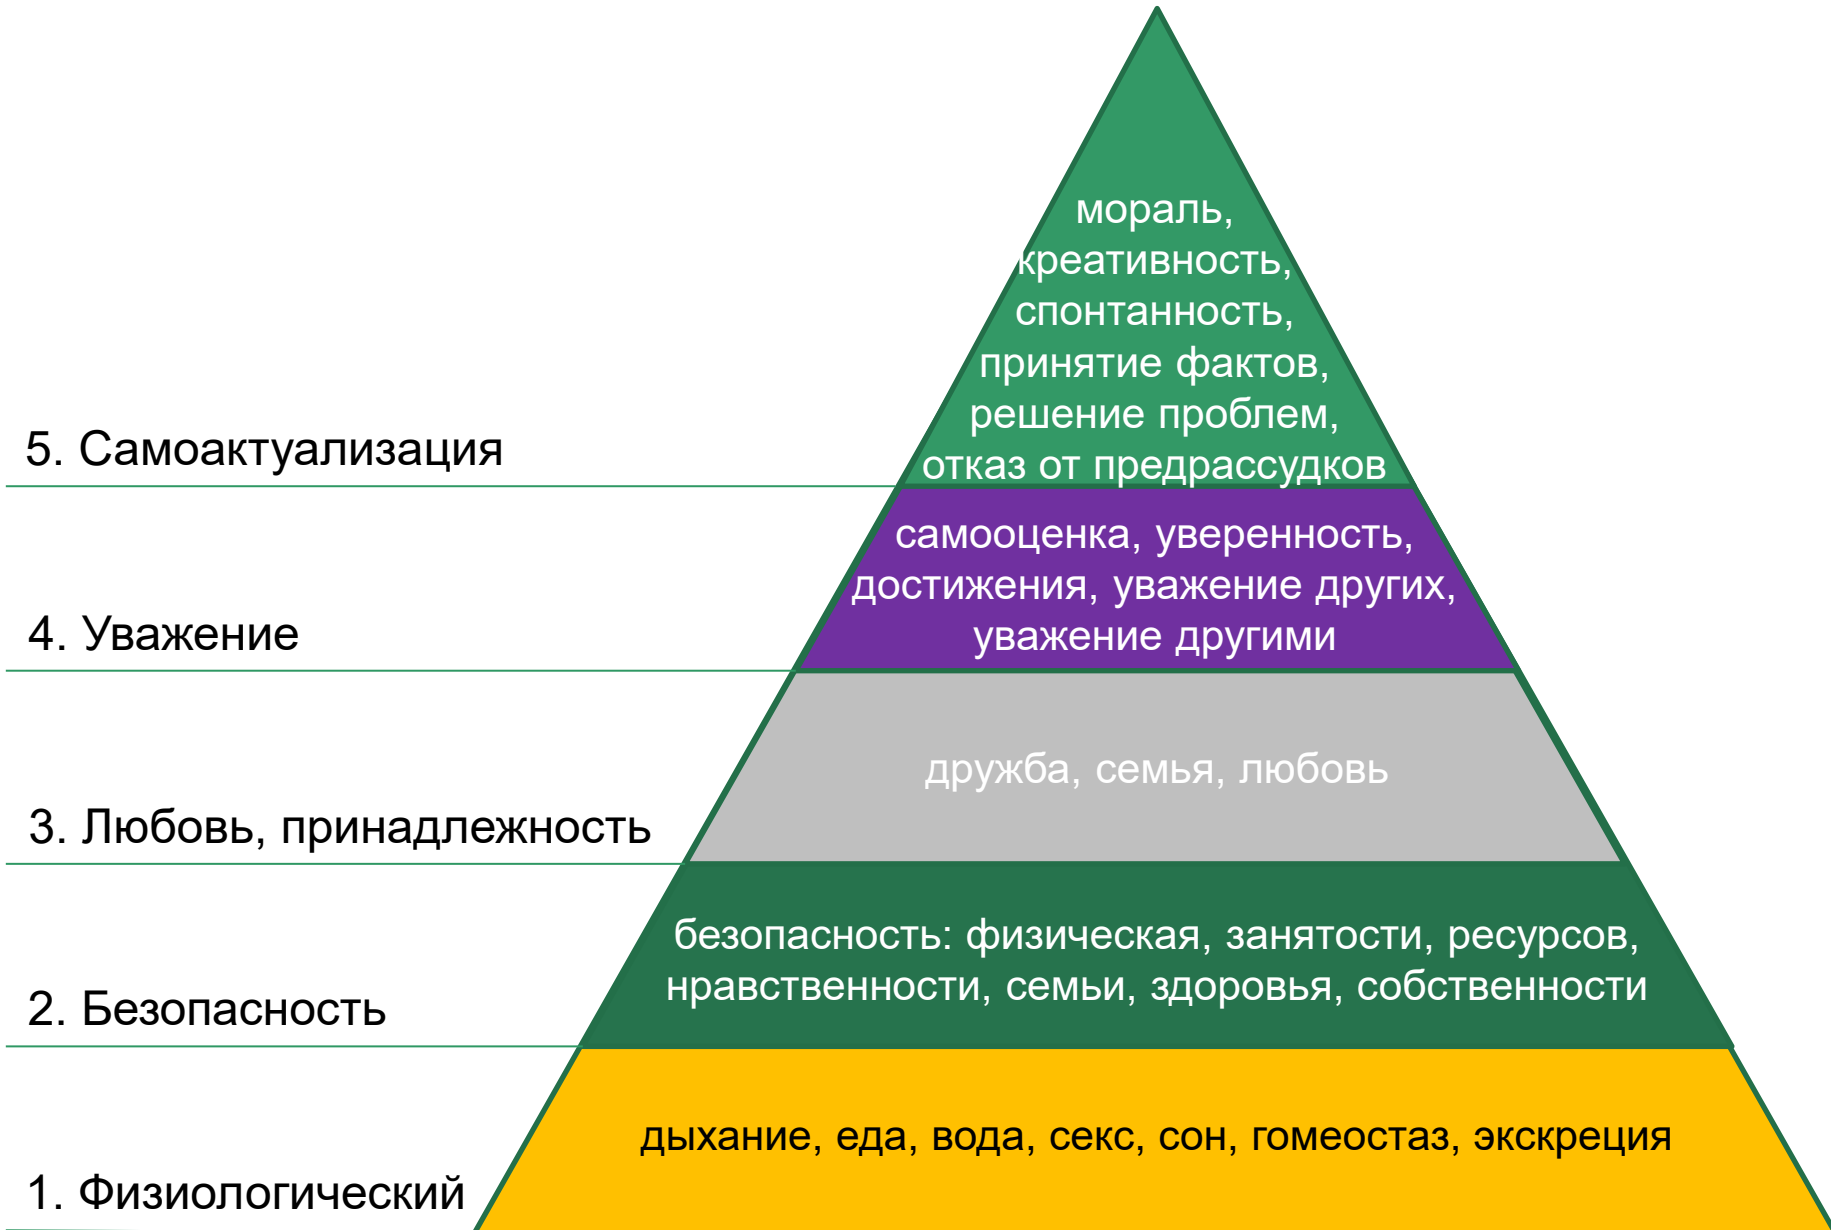 мораль,
креативность,
спонтанность,
принятие фактов,
решение проблем,
отказ от предрассудков
5. Самоактуализация
самооценка, уверенность,
достижения, уважение других,
уважение другими
4. Уважение
дружба, семья, любовь
3. Любовь, принадлежность
безопасность: физическая, занятости, ресурсов,
нравственности, семьи, здоровья, собственности
2. Безопасность
дыхание, еда, вода, секс, сон, гомеостаз, экскреция
1. Физиологический